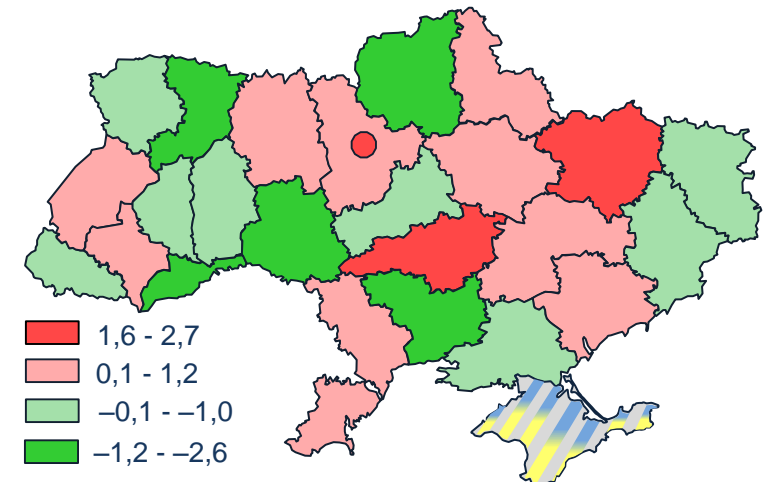 1,6 - 2,7
0,1 - 1,2
–0,1 - –1,0
–1,2 - –2,6